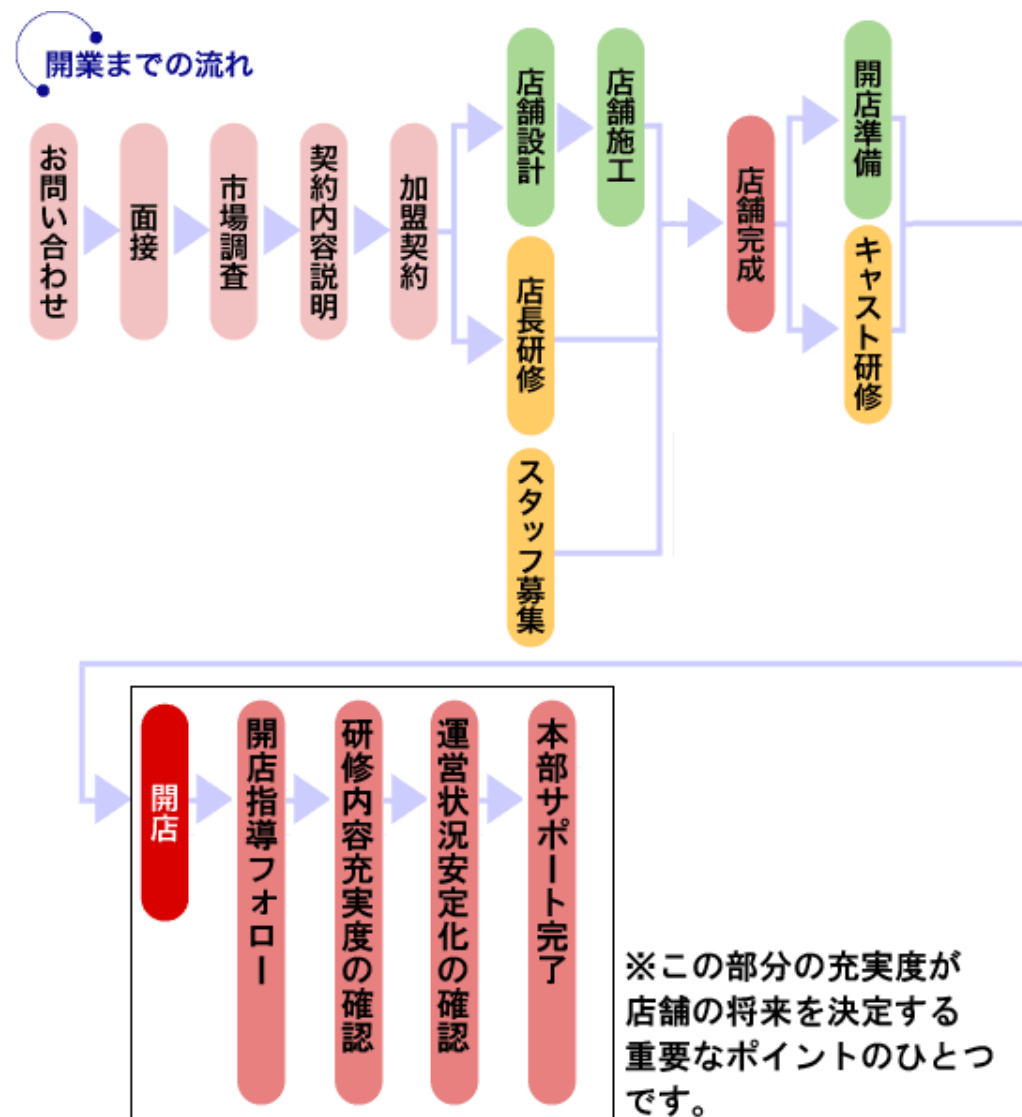 開業までの流れ
お問い合わせ
面接
市場調査
契約内容説明
加盟契約
店舗設計
店舗施工
店長研修
スタッフ募集
店舗完成
開店準備
キャスト研修
開店
開店指導フォロー
研修内容充実度の確認
運営状況安定化の確認
本部サポート完了
※この部分の充実度が
店舗の将来を決定する
重要なポイントのひとつ
です。